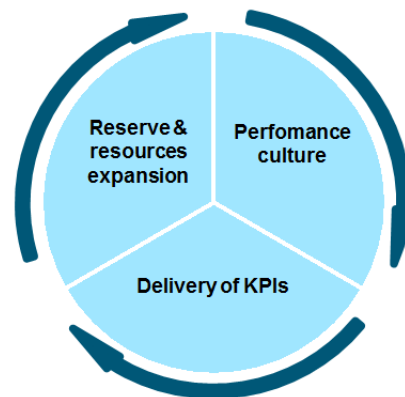 Reserve &
resources
expansion
Perfomance
culture
Delivery of KPIs